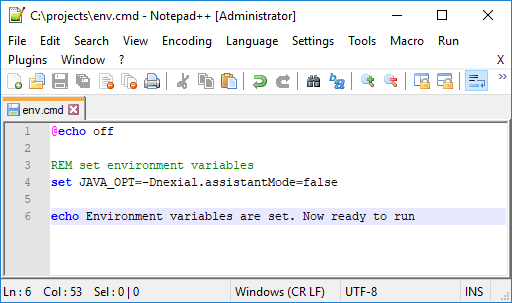 C:\projects\env.cmd - Notepad++ [Administrator]
File Edit Search View Encoding Language Settings Tools Macro Run
Plugins Window ? X
env.cmd
1 @echo off
2
3 REM set environment variables
4 set JAVA_OPT=-Dnexial.assistantMode=false
5
6 echo Environment variables are set. Now ready to run
Ln : 6 Col : 53 Sel : 0 | 0 Windows (CR LF) UTF-8 INS